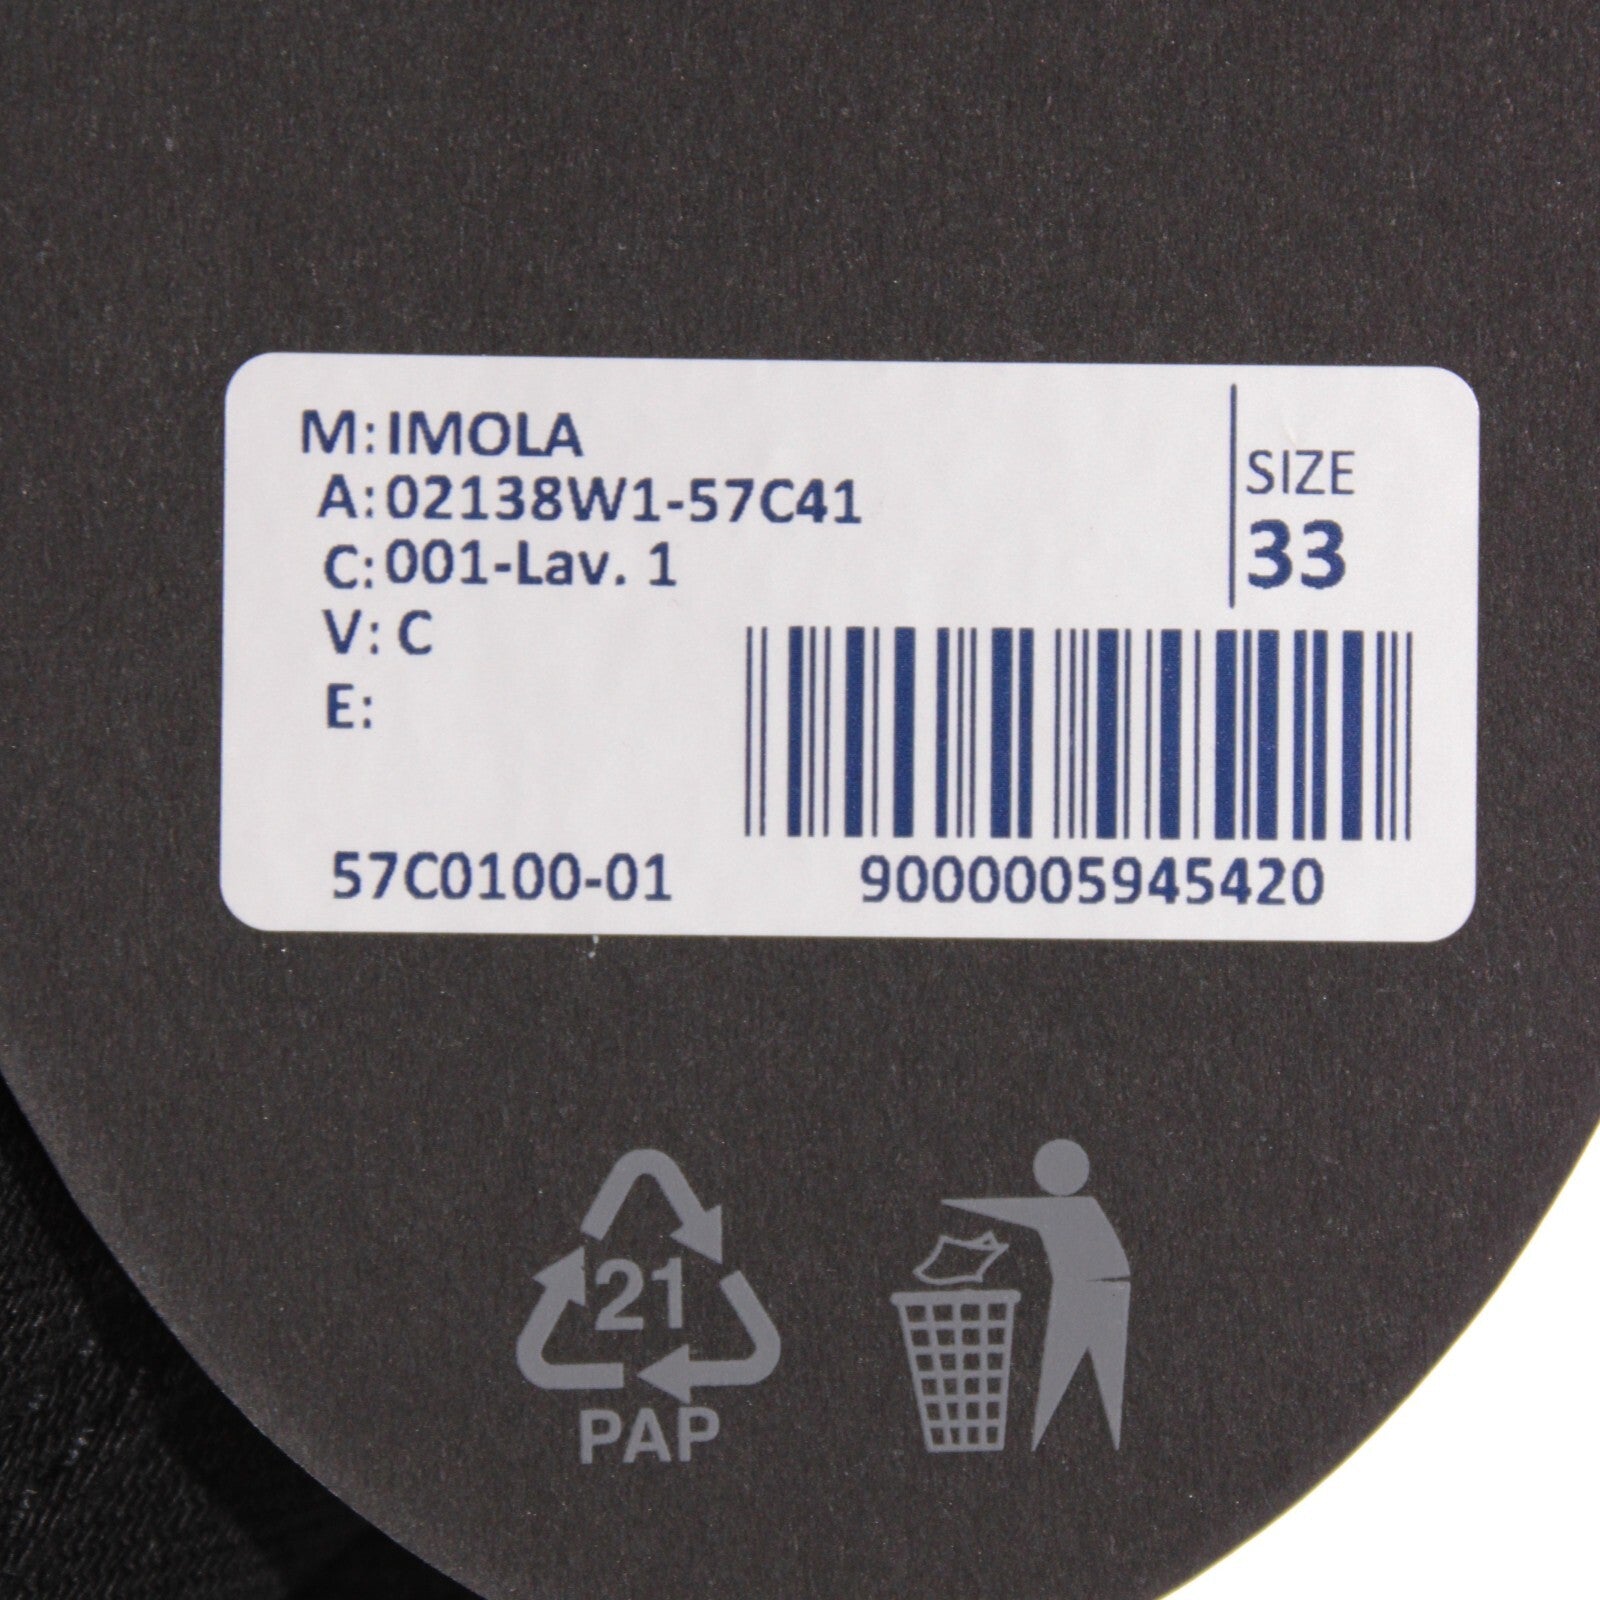 M: IMOLA
A: 02138W1-57C41
C: 001-Lav. 1
V: C
E:
SIZE
33
57C0100-01
9000005945420
21
PAP